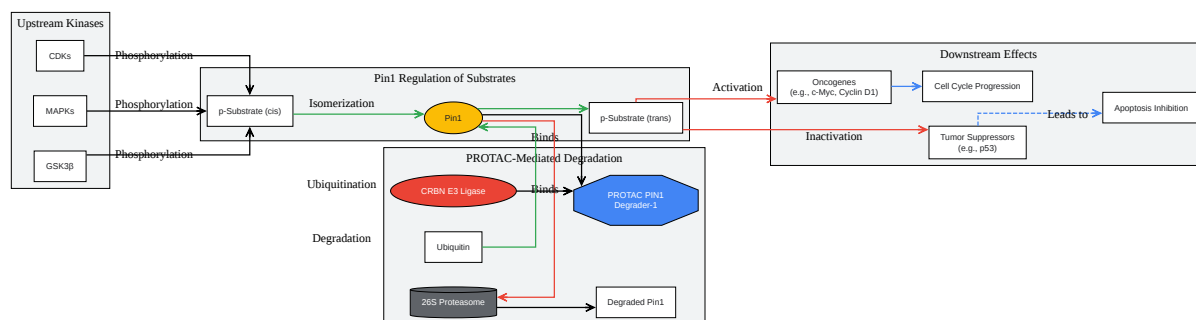 Upstream Kinases
CDKs
MAPKs
GSK3β
Phosphorylation
Phosphorylation
Phosphorylation
Pin1 Regulation of Substrates
p-Substrate (cis)
Isomerization
Pin1
p-Substrate (trans)
Binds
Activation
Inactivation
Downstream Effects
Oncogenes
(e.g., c-Myc, Cyclin D1)
Cell Cycle Progression
Tumor Suppressors
(e.g., p53)
Leads to
Apoptosis Inhibition
PROTAC-Mediated Degradation
Ubiquitination
CRBN E3 Ligase
Binds
PROTAC PIN1
Degrader-1
Degradation
Ubiquitin
26S Proteasome
Degraded Pin1